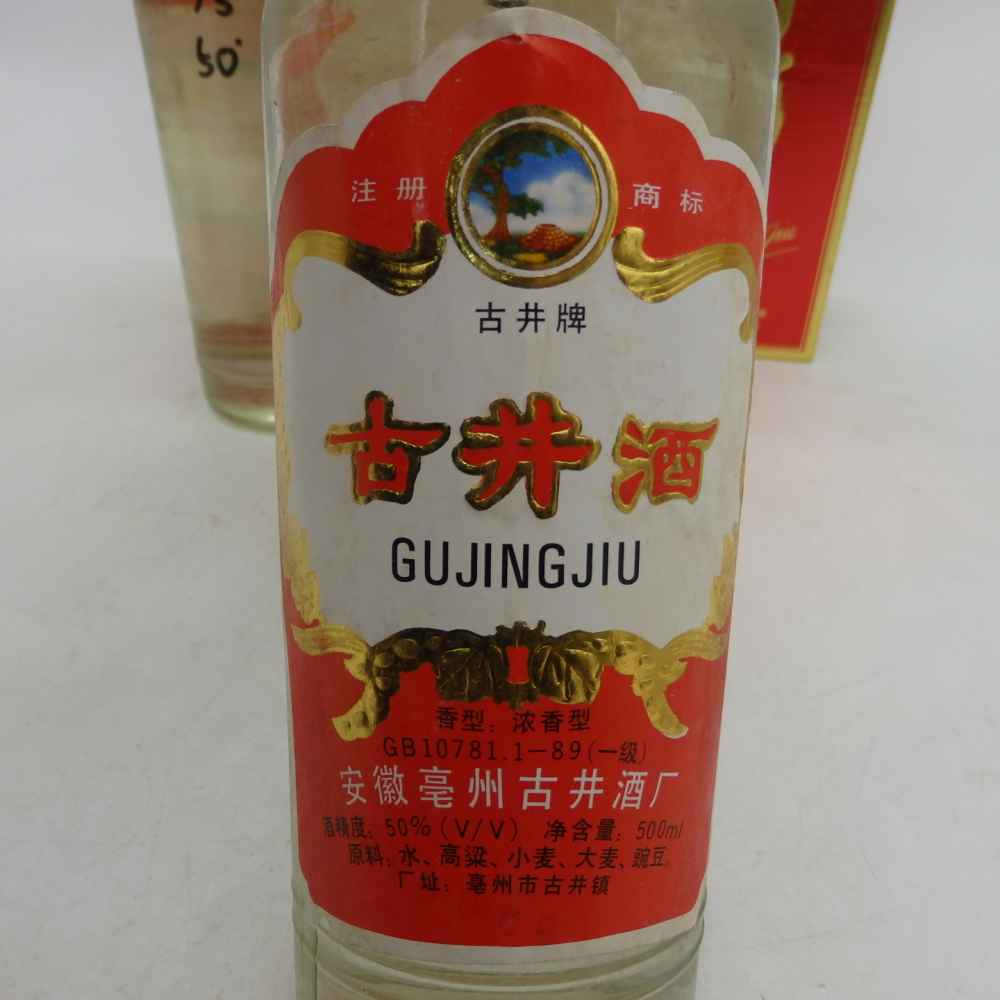 50°
注册 商标
古井牌
古井酒
GUJINGJIU
香型：浓香型
GB10781.1-89(一级)
安徽亳州古井酒厂
酒精度：50%(V/V) 净含量：500ml
原料：水、高粱、小麦、大麦、豌豆
厂址：亳州市古井镇